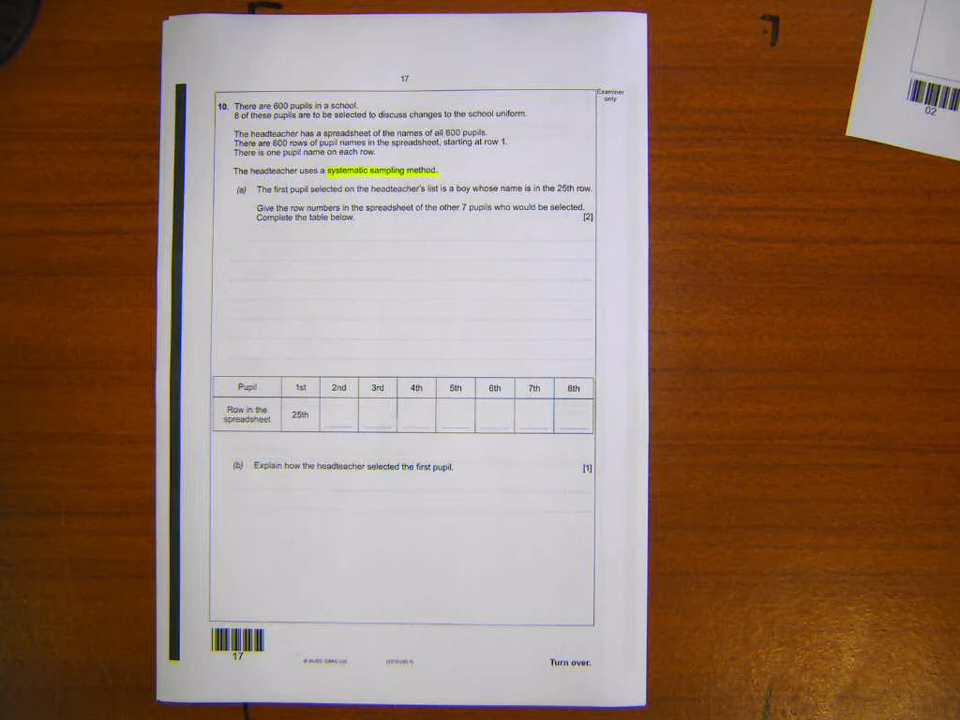 17
Examiner
only
10. There are 600 pupils in a school.
8 of these pupils are to be selected to discuss changes to the school uniform.
The headteacher has a spreadsheet of the names of all 600 pupils.
There are 600 rows of pupil names in the spreadsheet, starting at row 1.
There is one pupil name on each row.
The headteacher uses a systematic sampling method.
(a) The first pupil selected on the headteacher's list is a boy whose name is in the 25th row.
Give the row numbers in the spreadsheet of the other 7 pupils who would be selected.
Complete the table below. [2]
Pupil 1st 2nd 3rd 4th 5th 6th 7th 8th
Row in the
spreadsheet 25th
(b) Explain how the headteacher selected the first pupil. [1]
17
Turn over.
02